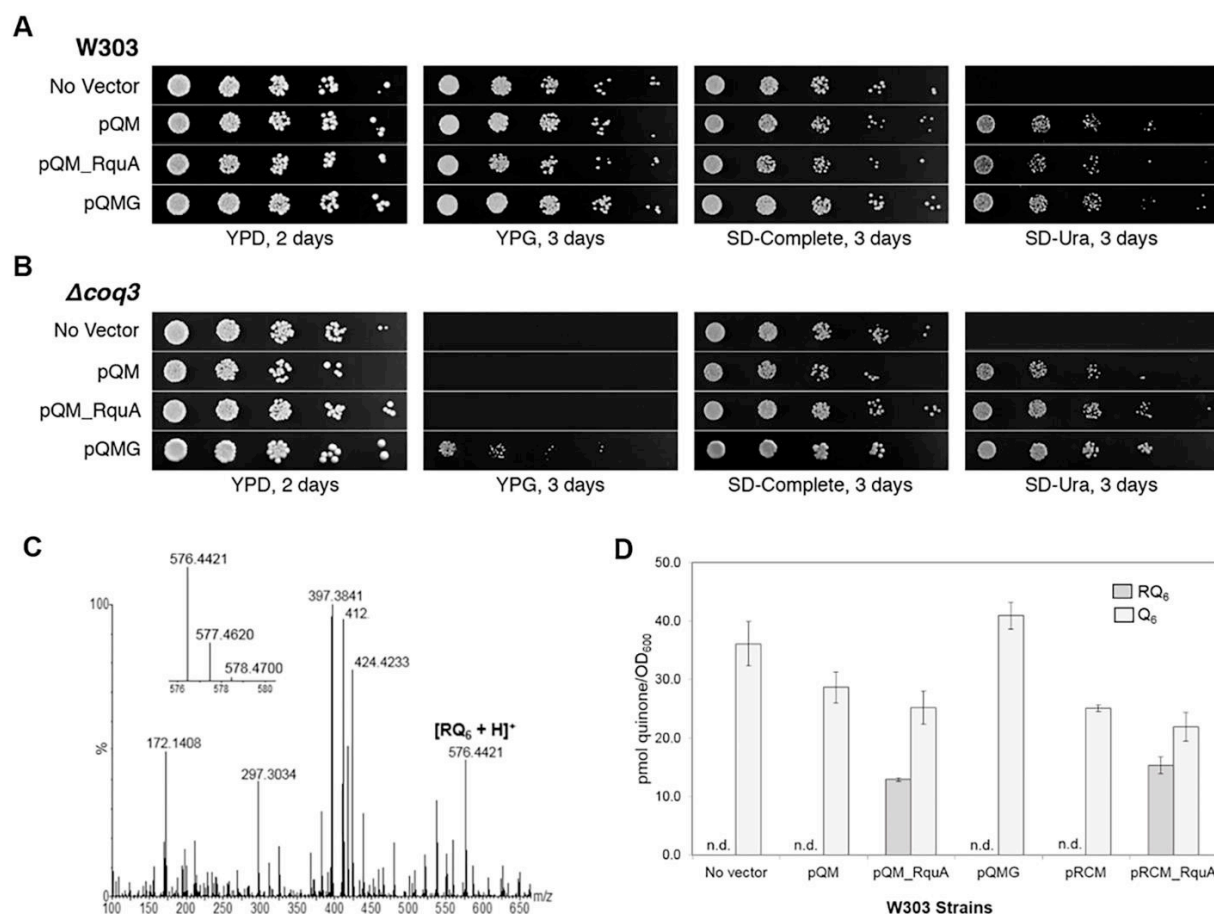 A
W303
No Vector
pQM
pQM_RquA
pQMG
YPD, 2 days
YPG, 3 days
SD-Complete, 3 days
SD-Ura, 3 days
B
Δcoq3
No Vector
pQM
pQM_RquA
pQMG
YPD, 2 days
YPG, 3 days
SD-Complete, 3 days
SD-Ura, 3 days
C
576.4421
577.4620
578.4700
576 578 580
100
%
0
397.3841
412.
424.4233
172.1408
297.3034
[RQ₆ + H]⁺
576.4421
100 150 200 250 300 350 400 450 500 550 600 650 m/z
D
50.0
40.0
30.0
20.0
10.0
0.0
pmol quinone/OD₆₀₀
RQ₆
Q₆
n.d. n.d. n.d. n.d.
No vector pQM pQM_RquA pQMG pRCM pRCM_RquA
W303 Strains